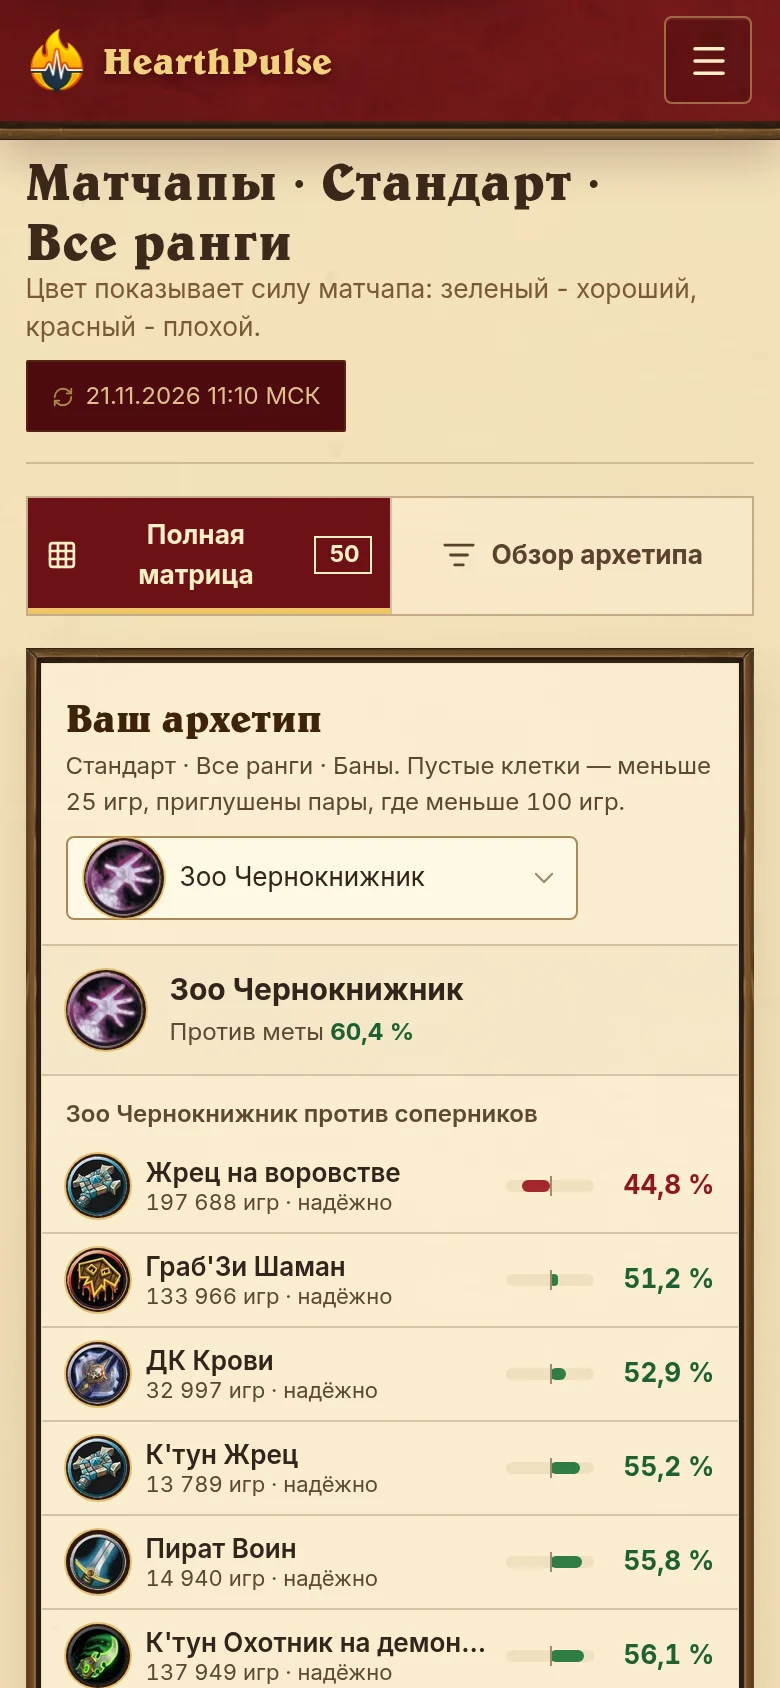 HearthPulse
Матчапы · Стандарт ·
Все ранги
Цвет показывает силу матчапа: зеленый - хороший,
красный - плохой.
21.11.2026 11:10 МСК
Полная
матрица
50
Обзор архетипа
Ваш архетип
Стандарт · Все ранги · Баны. Пустые клетки — меньше
25 игр, приглушены пары, где меньше 100 игр.
Зоо Чернокнижник
Зоо Чернокнижник
Против меты 60,4 %
Зоо Чернокнижник против соперников
Жрец на воровстве
197 688 игр · надёжно
44,8 %
Граб'Зи Шаман
133 966 игр · надёжно
51,2 %
ДК Крови
32 997 игр · надёжно
52,9 %
К'тун Жрец
13 789 игр · надёжно
55,2 %
Пират Воин
14 940 игр · надёжно
55,8 %
К'тун Охотник на демон...
137 949 игр · надёжно
56,1 %